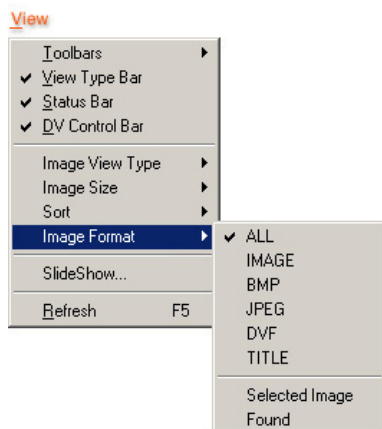 View
Toolbars
View Type Bar
Status Bar
DV Control Bar
Image View Type
Image Size
Sort
Image Format
SlideShow...
Refresh F5
ALL
IMAGE
BMP
JPEG
DVF
TITLE
Selected Image
Found